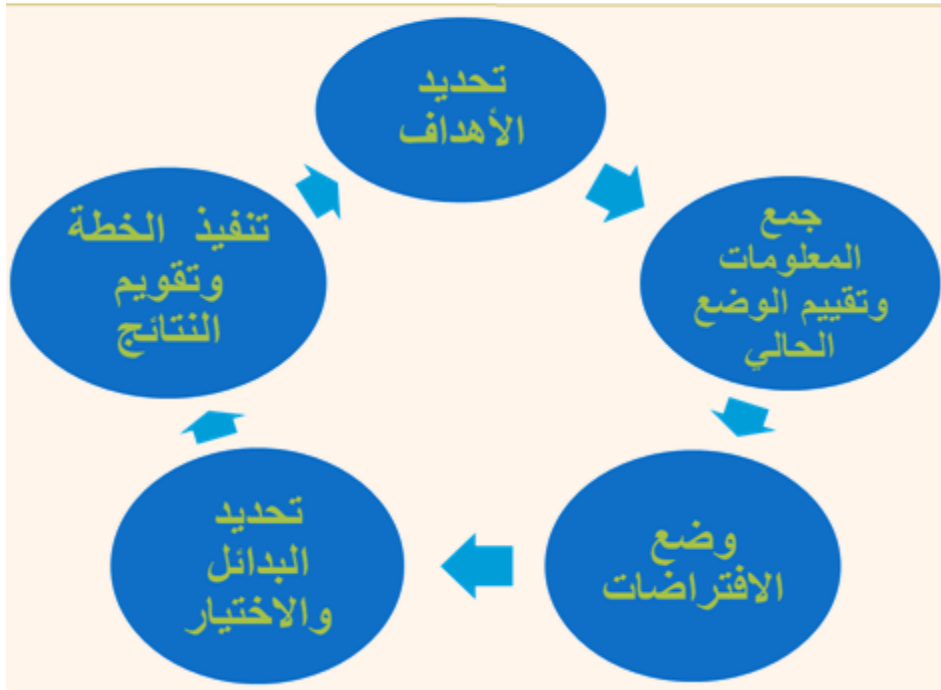 تحديد
الأهداف
جمع
المعلومات
وتقييم الوضع
الحالي
وضع
الافتراضات
تحديد
البدائل
والاختيار
تنفيذ الخطة
وتقويم
النتائج